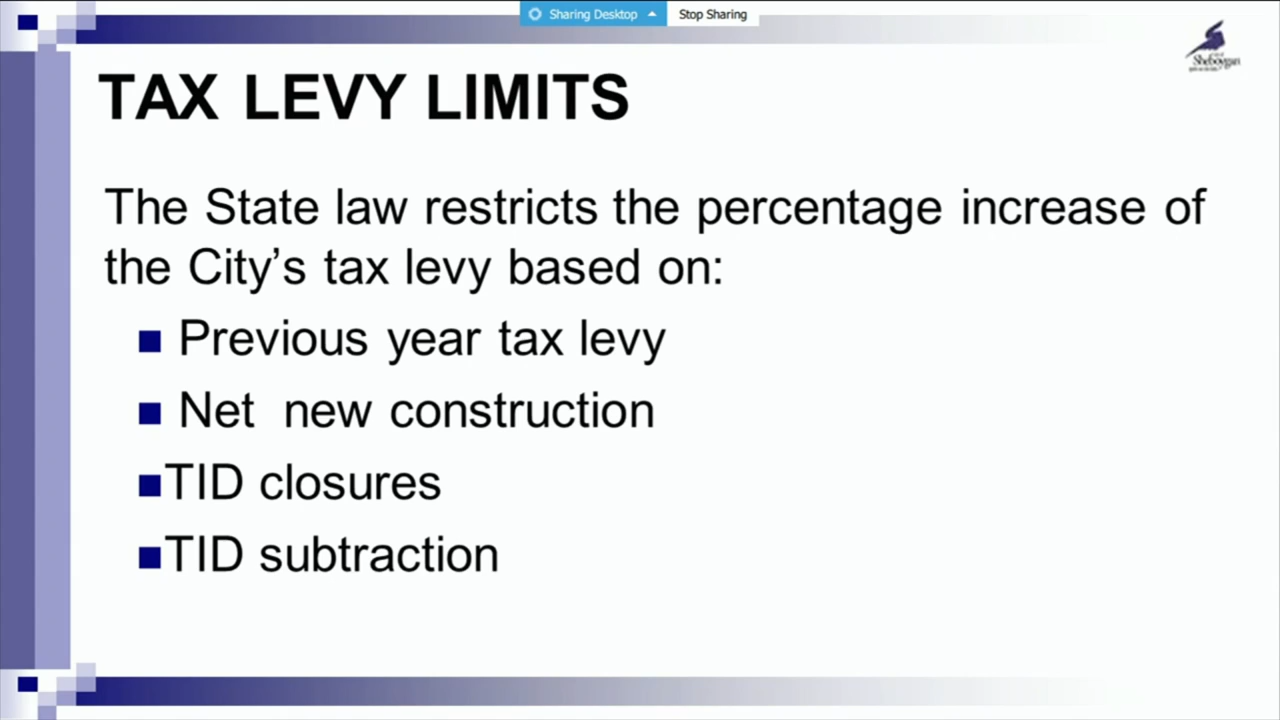 Sharing Desktop Stop Sharing
Sheboygan
TAX LEVY LIMITS
The State law restricts the percentage increase of
the City’s tax levy based on:
■ Previous year tax levy
■ Net new construction
■TID closures
■TID subtraction